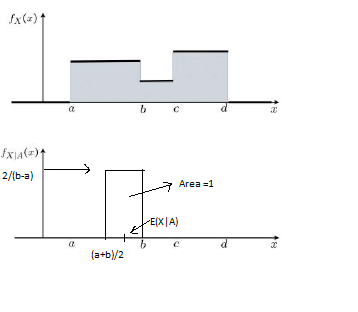 f_X(x)
a b c d x
f_{X|A}(x)
2/(b-a)
Area =1
E(X|A)
a b c d x
(a+b)/2